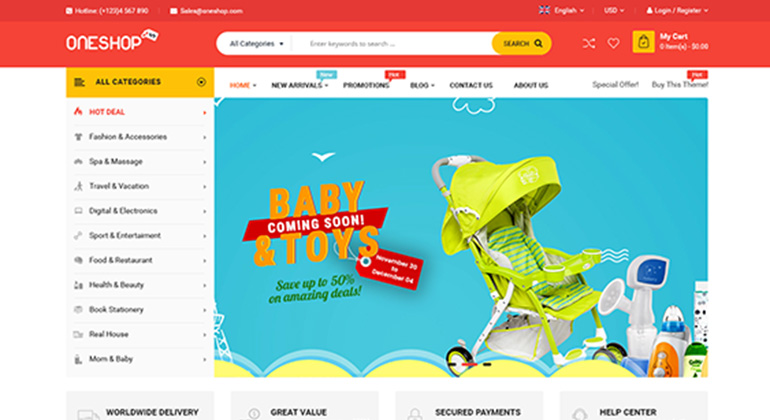 Hotline: (+123)4 567 890
Sales@oneshop.com
English
USD
Login / Register
ONESHOP
All Categories
Enter keywords to search ...
SEARCH
My Cart
0 Item(s) - $0.00
ALL CATEGORIES
HOME
NEW ARRIVALS
New
PROMOTIONS
Hot
BLOG
CONTACT US
ABOUT US
Special Offer!
Buy This Theme!
Hot
HOT DEAL
Fashion & Accessories
Spa & Massage
Travel & Vacation
Digital & Electronics
Sport & Entertaiment
Food & Restaurant
Health & Beauty
Book Stationery
Real House
Mom & Baby
BABY
COMING SOON!
& TOYS
November 30
to
December 04
Save up to 50%
on amazing deals!
WORLDWIDE DELIVERY
GREAT VALUE
SECURED PAYMENTS
HELP CENTER